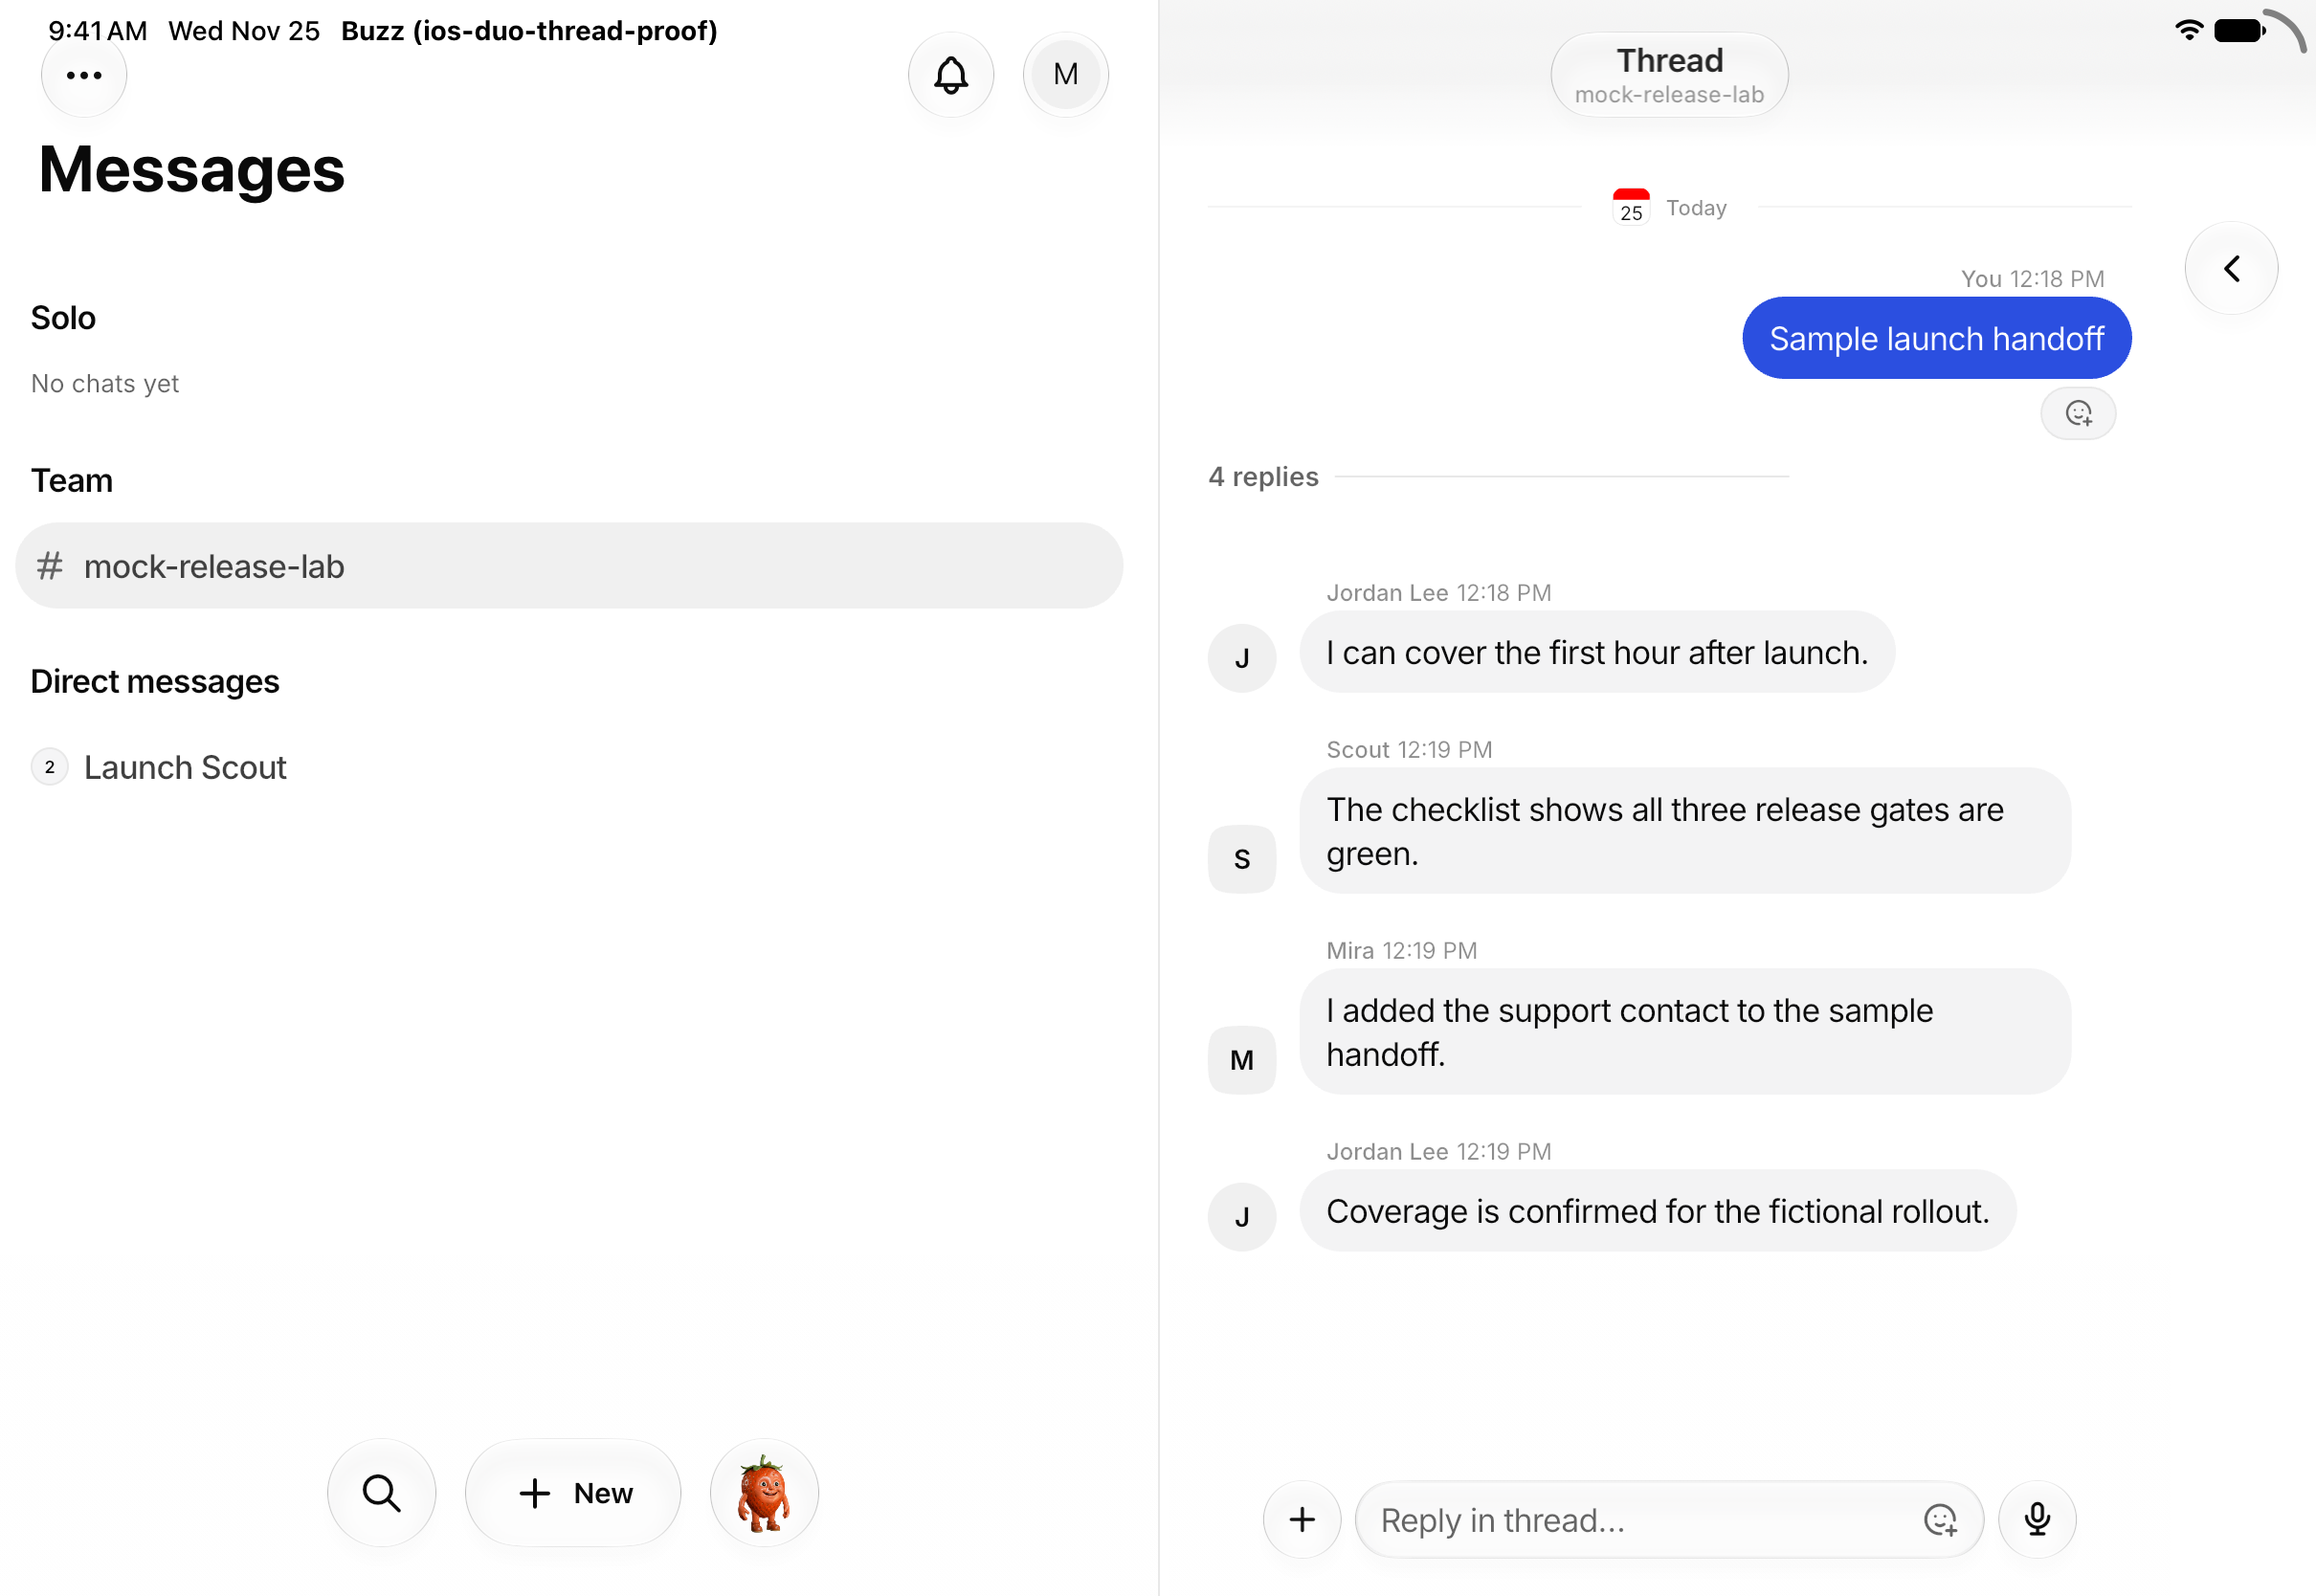 9:41 AM Wed Nov 25 Buzz (ios-duo-thread-proof)
M
Messages
Solo
No chats yet
Team
# mock-release-lab
Direct messages
2 Launch Scout
+ New
Thread
mock-release-lab
25 Today
You 12:18 PM
Sample launch handoff
4 replies
Jordan Lee 12:18 PM
J
I can cover the first hour after launch.
Scout 12:19 PM
The checklist shows all three release gates are
green.
S
Mira 12:19 PM
I added the support contact to the sample
handoff.
M
Jordan Lee 12:19 PM
J
Coverage is confirmed for the fictional rollout.
Reply in thread...